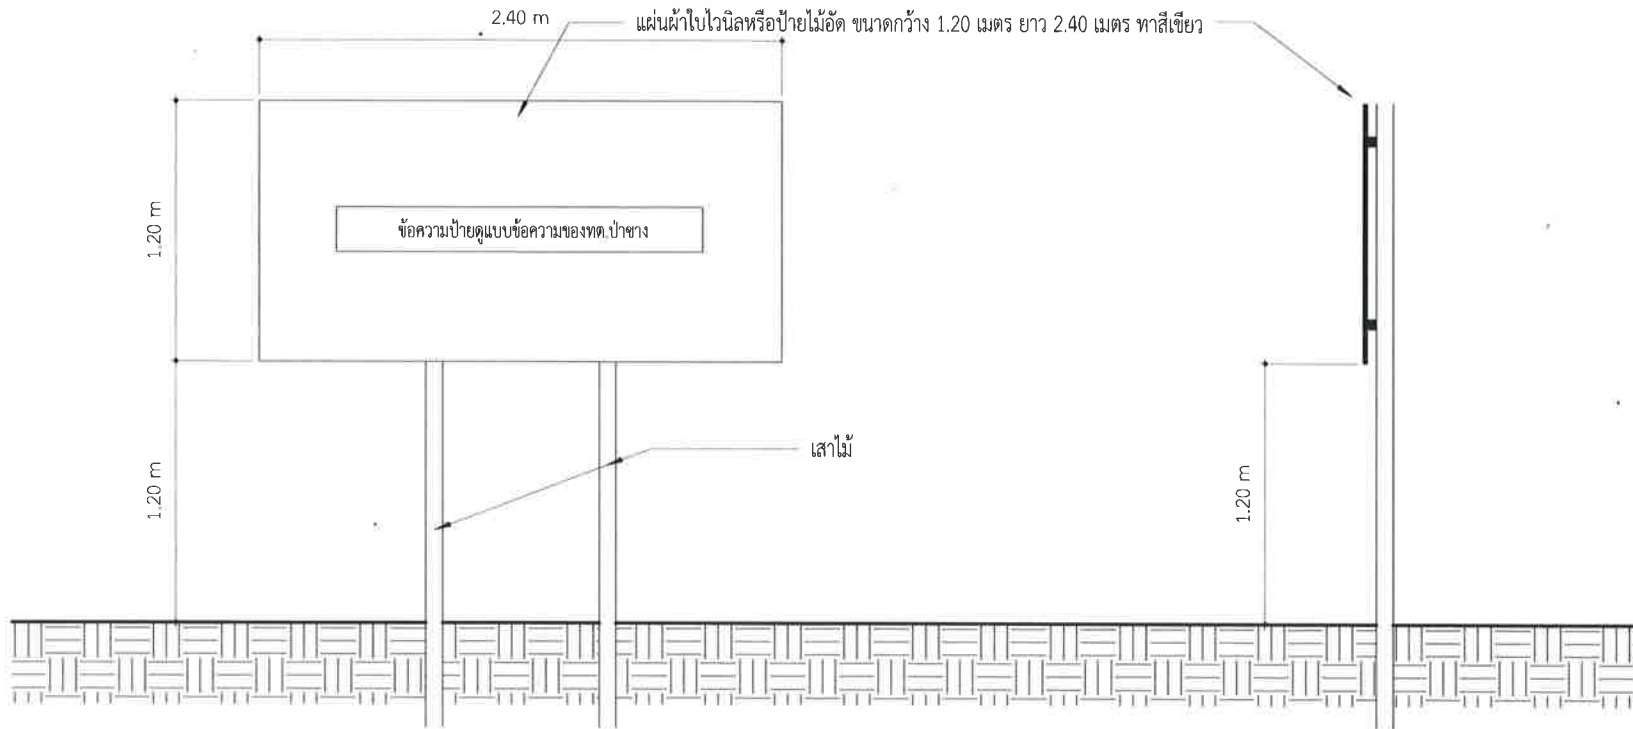 2.40 m
แผ่นผ้าใบไวนิลหรือป้ายไม้อัด ขนาดกว้าง 1.20 เมตร ยาว 2.40 เมตร ทาสีเขียว
1.20 m
ข้อความป้ายดูแบบข้อความของทต.ป่าซาง
เสาไม้
1.20 m
1.20 m